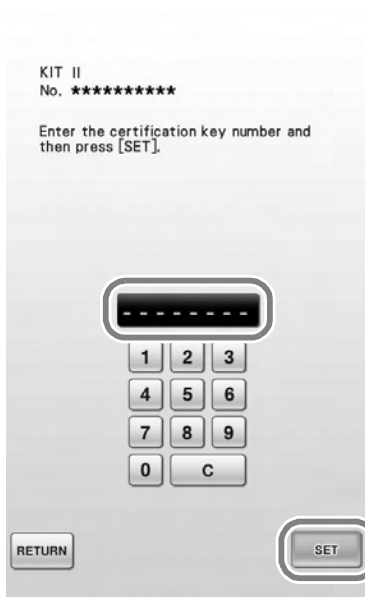 KIT II
No. **********
Enter the certification key number and
then press [SET].
- - - - - - - -
1 2 3
4 5 6
7 8 9
0 C
RETURN SET